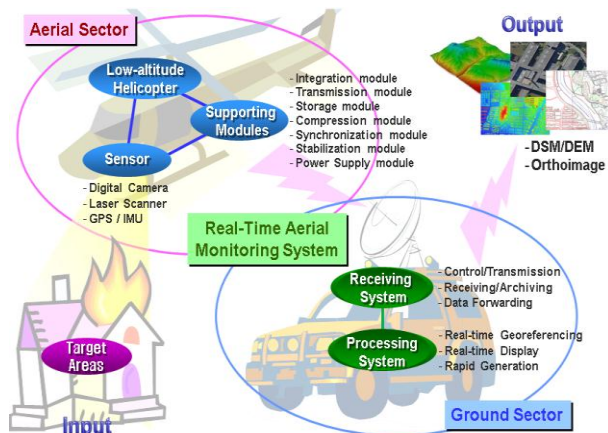 Aerial Sector
Low-altitude
Helicopter
Supporting
Modules
Sensor
- Integration module
- Transmission module
- Storage module
- Compression module
- Synchronization module
- Stabilization module
- Power Supply module
- Digital Camera
- Laser Scanner
- GPS / IMU
Output
- DSM/DEM
- Orthoimage
Real-Time Aerial
Monitoring System
Receiving
System
- Control/Transmission
- Receiving/Archiving
- Data Forwarding
Processing
System
- Real-time Georeferencing
- Real-time Display
- Rapid Generation
Target
Areas
Input
Ground Sector